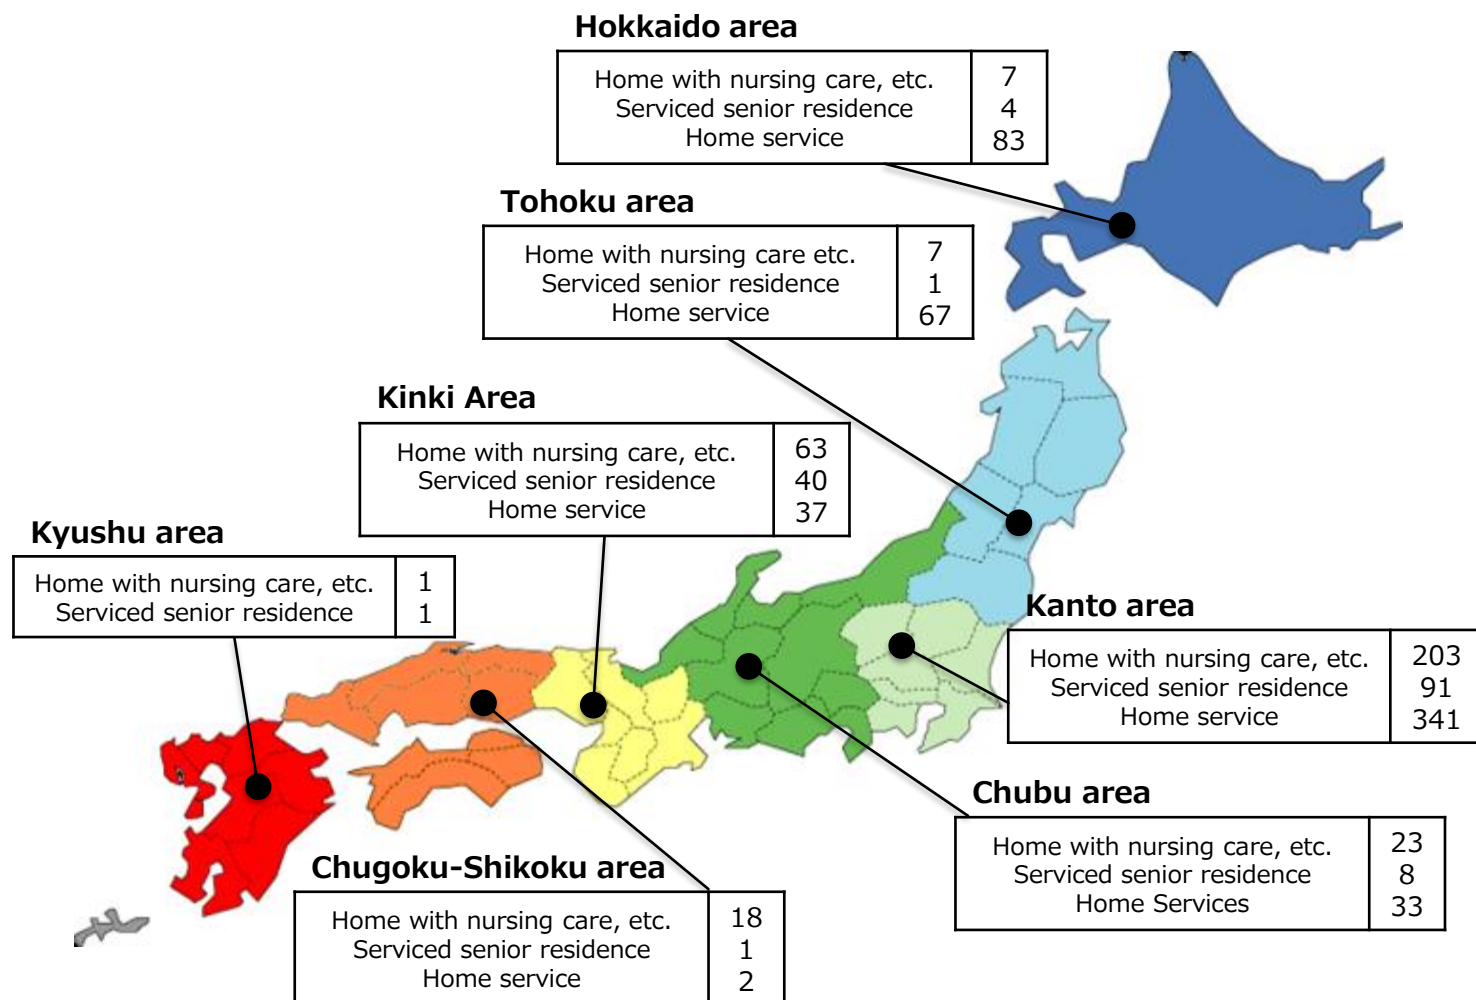 Hokkaido area
Home with nursing care, etc. 7
Serviced senior residence 4
Home service 83
Tohoku area
Home with nursing care etc. 7
Serviced senior residence 1
Home service 67
Kinki Area
Home with nursing care, etc. 63
Serviced senior residence 40
Home service 37
Kyushu area
Home with nursing care, etc. 1
Serviced senior residence 1
Kanto area
Home with nursing care, etc. 203
Serviced senior residence 91
Home service 341
Chubu area
Home with nursing care, etc. 23
Serviced senior residence 8
Home Services 33
Chugoku-Shikoku area
Home with nursing care, etc. 18
Serviced senior residence 1
Home service 2